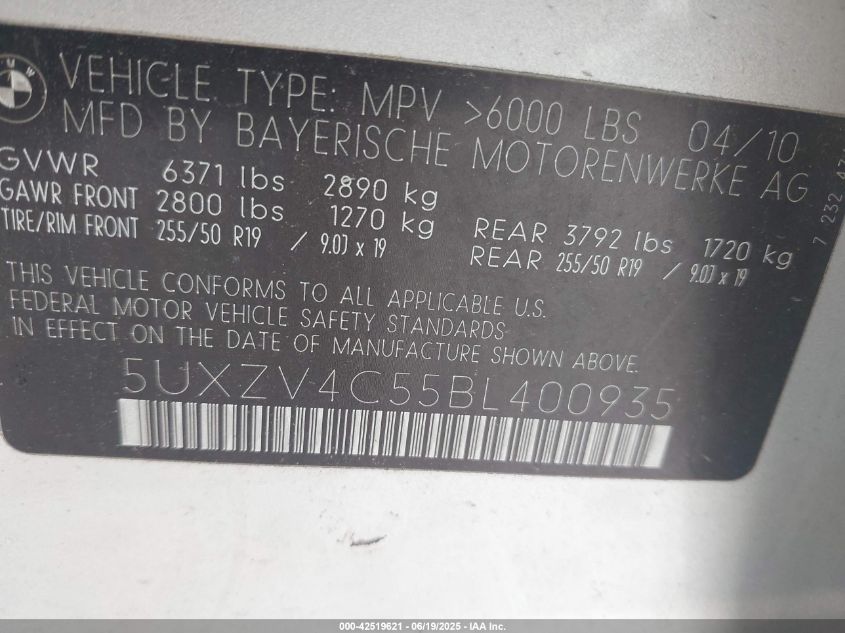 BMW
VEHICLE TYPE: MPV >6000 LBS 04/10
MFD BY BAYERISCHE MOTORENWERKE AG
GVWR 6371 lbs 2890 kg
GAWR FRONT 2800 lbs 1270 kg REAR 3792 lbs 1720 kg
TIRE/RIM FRONT 255/50 R19 / 9.0J x 19 REAR 255/50 R19 / 9.0J x 19
THIS VEHICLE CONFORMS TO ALL APPLICABLE U.S.
FEDERAL MOTOR VEHICLE SAFETY STANDARDS
IN EFFECT ON THE DATE OF MANUFACTURE SHOWN ABOVE.
5UXZV4C55BL400935
7 232
000-42519621 - 06/19/2025 - IAA Inc.